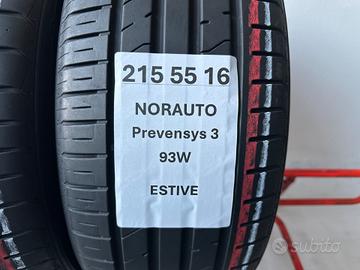 215 55 16
NORAUTO
Prevensys 3
93W
ESTIVE
subito